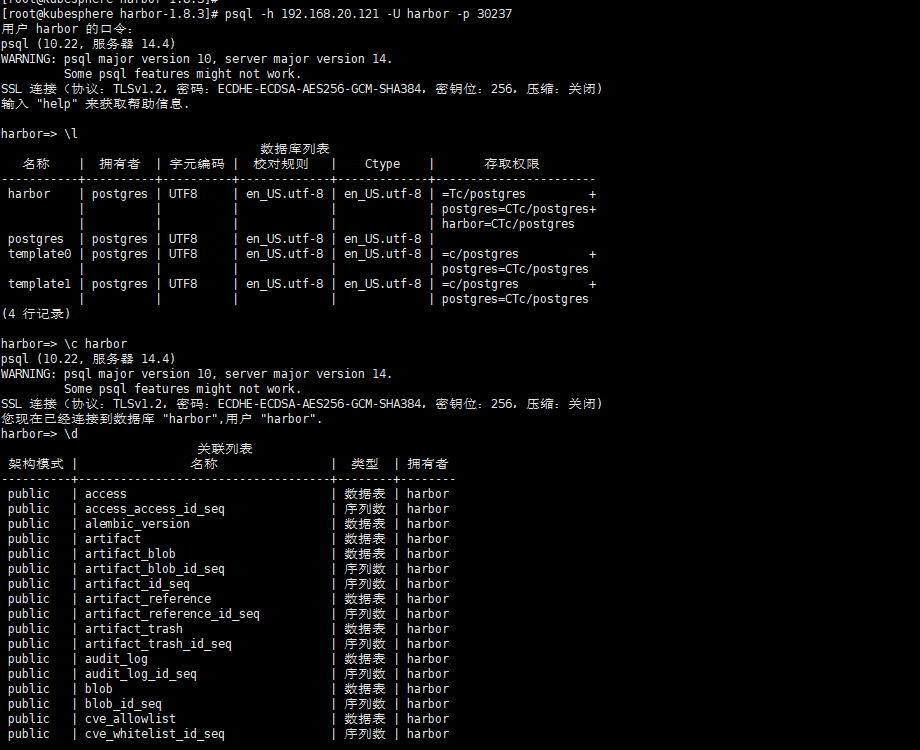 [root@kubesphere harbor-1.8.3]#
[root@kubesphere harbor-1.8.3]# psql -h 192.168.20.121 -U harbor -p 30237
用户 harbor 的口令：
psql (10.22, 服务器 14.4)
WARNING: psql major version 10, server major version 14.
         Some psql features might not work.
SSL 连接（协议：TLSv1.2，密码：ECDHE-ECDSA-AES256-GCM-SHA384，密钥位：256，压缩：关闭)
输入 "help" 来获取帮助信息.
harbor=> \l
数据库列表
   名称    |  拥有者  | 字元编码 |  校对规则   |    Ctype    |       存取权限
-----------+----------+----------+-------------+-------------+-----------------------
 harbor    | postgres | UTF8     | en_US.utf-8 | en_US.utf-8 | =Tc/postgres         +
           |          |          |             |             | postgres=CTc/postgres+
           |          |          |             |             | harbor=CTc/postgres
 postgres  | postgres | UTF8     | en_US.utf-8 | en_US.utf-8 |
 template0 | postgres | UTF8     | en_US.utf-8 | en_US.utf-8 | =c/postgres          +
           |          |          |             |             | postgres=CTc/postgres
 template1 | postgres | UTF8     | en_US.utf-8 | en_US.utf-8 | =c/postgres          +
           |          |          |             |             | postgres=CTc/postgres
(4 行记录)
harbor=> \c harbor
psql (10.22, 服务器 14.4)
WARNING: psql major version 10, server major version 14.
         Some psql features might not work.
SSL 连接（协议：TLSv1.2，密码：ECDHE-ECDSA-AES256-GCM-SHA384，密钥位：256，压缩：关闭)
您现在已经连接到数据库 "harbor",用户 "harbor".
harbor=> \d
关联列表
 架构模式 |                名称                |  类型  | 拥有者
----------+------------------------------------+--------+--------
 public   | access                             | 数据表 | harbor
 public   | access_access_id_seq               | 序列数 | harbor
 public   | alembic_version                    | 数据表 | harbor
 public   | artifact                           | 数据表 | harbor
 public   | artifact_blob                      | 数据表 | harbor
 public   | artifact_blob_id_seq               | 序列数 | harbor
 public   | artifact_id_seq                    | 序列数 | harbor
 public   | artifact_reference                 | 数据表 | harbor
 public   | artifact_reference_id_seq          | 序列数 | harbor
 public   | artifact_trash                     | 数据表 | harbor
 public   | artifact_trash_id_seq              | 序列数 | harbor
 public   | audit_log                          | 数据表 | harbor
 public   | audit_log_id_seq                   | 序列数 | harbor
 public   | blob                               | 数据表 | harbor
 public   | blob_id_seq                        | 序列数 | harbor
 public   | cve_allowlist                      | 数据表 | harbor
 public   | cve_whitelist_id_seq               | 序列数 | harbor